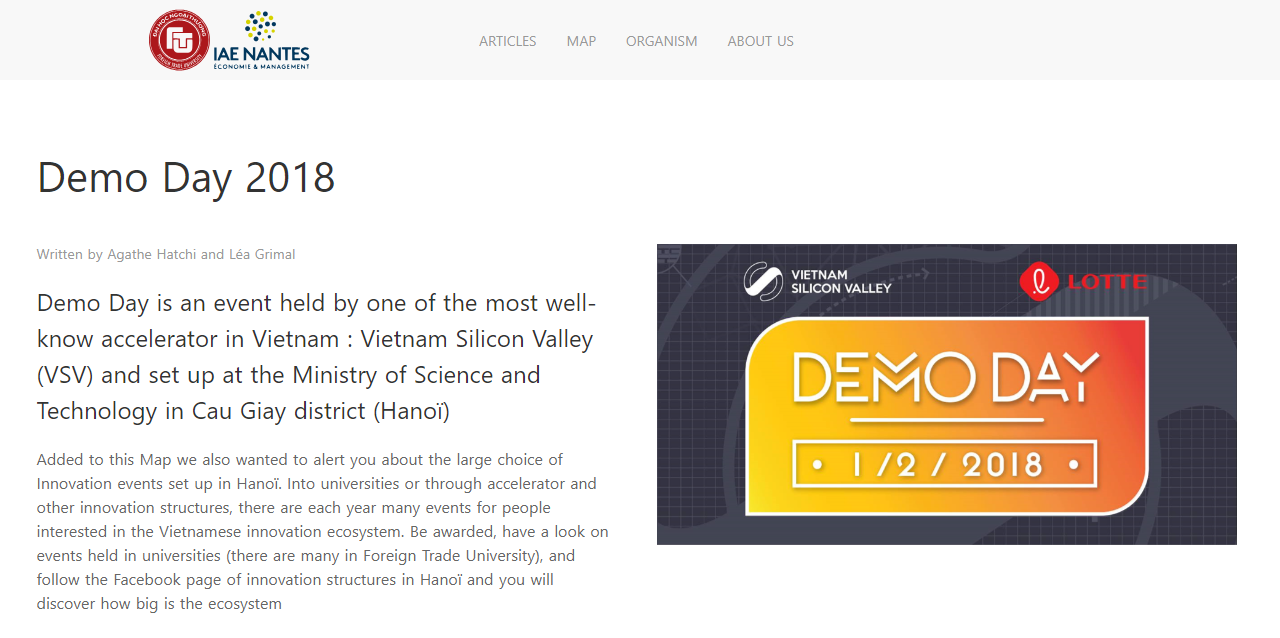 ĐẠI HỌC NGOẠI THƯƠNG
FOREIGN TRADE UNIVERSITY
IAE NANTES
ÉCONOMIE & MANAGEMENT
ARTICLES
MAP
ORGANISM
ABOUT US
Demo Day 2018
Written by Agathe Hatchi and Léa Grimal
Demo Day is an event held by one of the most well-
know accelerator in Vietnam : Vietnam Silicon Valley
(VSV) and set up at the Ministry of Science and
Technology in Cau Giay district (Hanoï)
Added to this Map we also wanted to alert you about the large choice of
Innovation events set up in Hanoï. Into universities or through accelerator and
other innovation structures, there are each year many events for people
interested in the Vietnamese innovation ecosystem. Be awarded, have a look on
events held in universities (there are many in Foreign Trade University), and
follow the Facebook page of innovation structures in Hanoï and you will
discover how big is the ecosystem
VIETNAM
SILICON VALLEY
LOTTE
DEMO DAY
• 1 / 2 / 2018 •